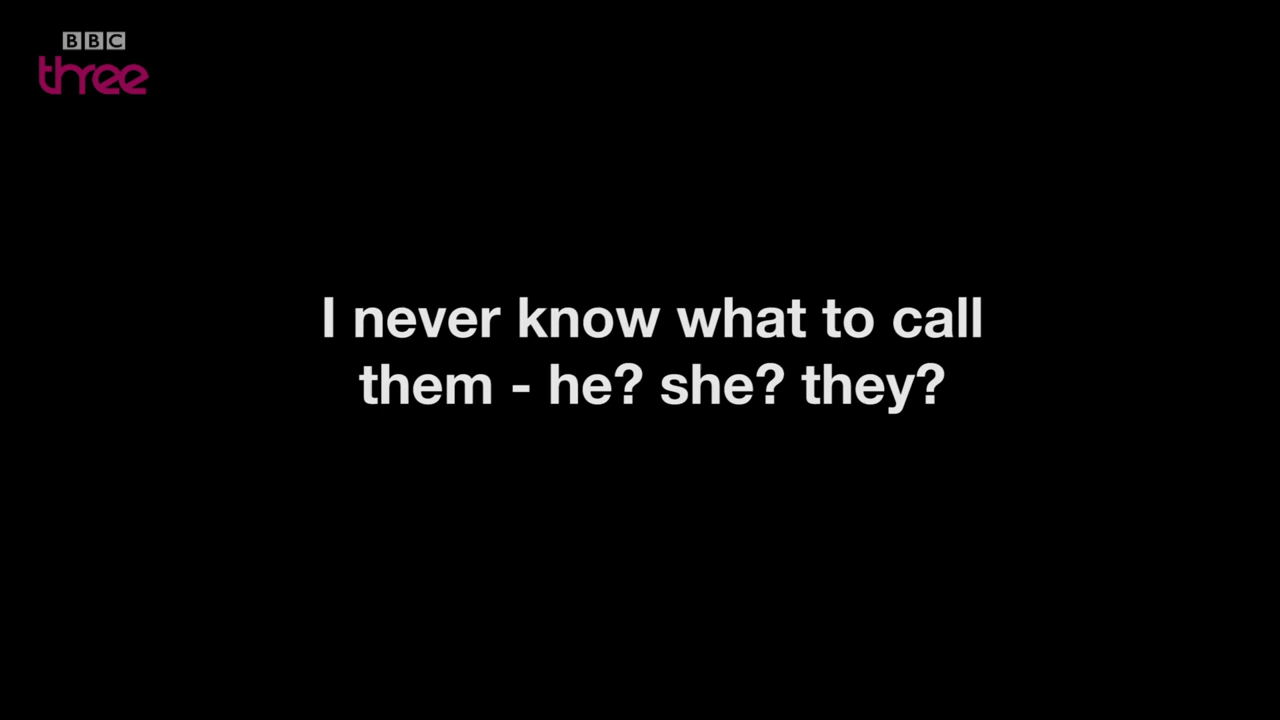 BBC
three
I never know what to call
them - he? she? they?